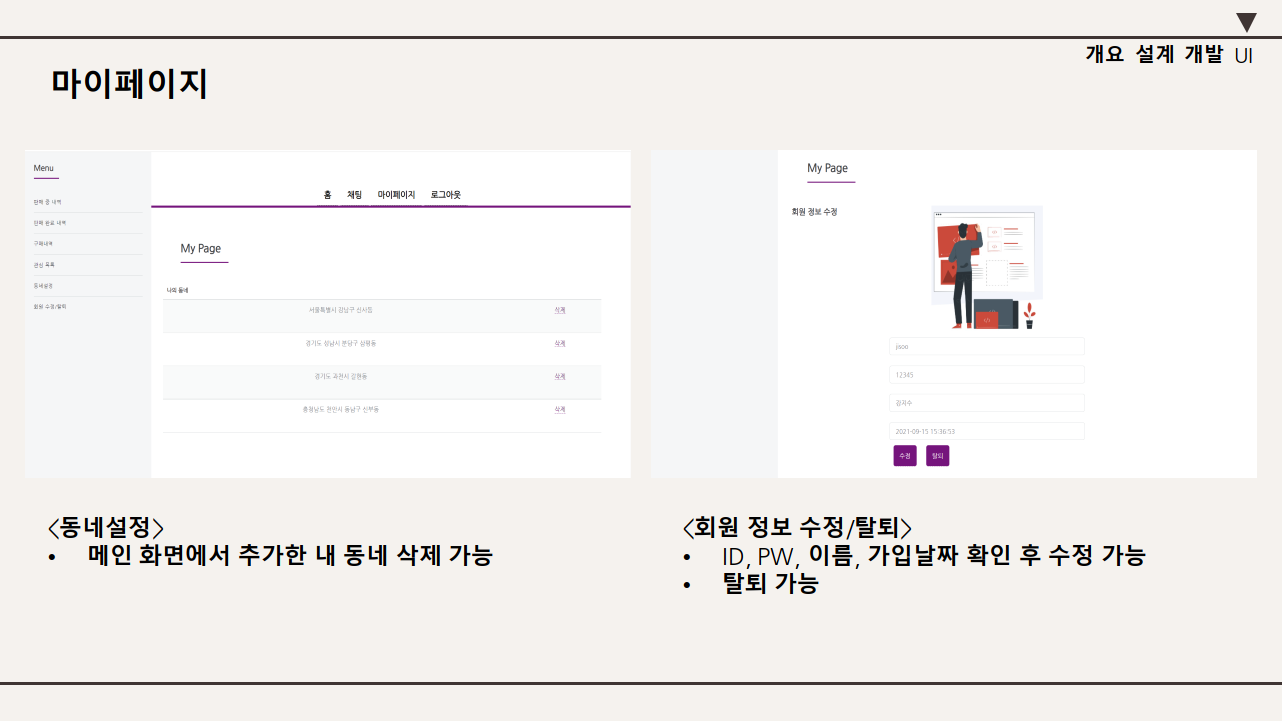 개요 설계 개발 UI
마이페이지
Menu
판매 중 내역
판매 완료 내역
구매내역
관심 목록
동네설정
회원 수정/탈퇴
홈 채팅 마이페이지 로그아웃
My Page
나의 동네
서울특별시 강남구 신사동 삭제
경기도 성남시 분당구 삼평동 삭제
경기도 과천시 갈현동 삭제
충청남도 천안시 동남구 신부동 삭제
My Page
회원 정보 수정
jisoo
12345
김지수
2021-09-15 15:36:53
수정 탈퇴
<동네설정>
• 메인 화면에서 추가한 내 동네 삭제 가능
<회원 정보 수정/탈퇴>
• ID, PW, 이름, 가입날짜 확인 후 수정 가능
• 탈퇴 가능